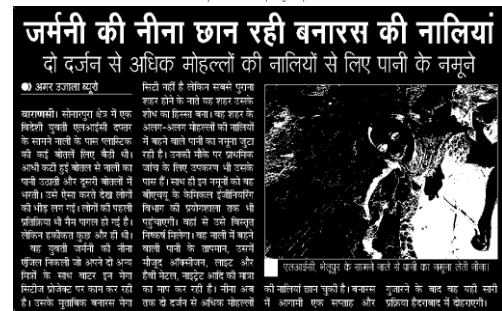 जर्मनी की नीना छान रही बनारस की नालियां
दो दर्जन से अधिक मोहल्लों की नालियों से लिए पानी के नमूने
अमर उजाला ब्यूरो
वाराणसी। सोनारपुरा क्षेत्र में एक
विदेशी युवती एलआईसी दफ्तर
के सामने नाली के पास प्लास्टिक
की कई बोतल लिए बैठी थी।
आधी कटी हुई बोतल से नाली का
पानी उठाती और दूसरी बोतलों में
भरती। उसे ऐसा करते देख लोगों
की भीड़ लग गई। लोगों की पहली
प्रतिक्रिया थी मैम पागल हो गई है।
लेकिन हकीकत कुछ और ही थी।
वह युवती जर्मनी की नीना
एंजिल निकली जो अपने दो अन्य
मित्रों के साथ वाटर इन मेगा
सिटीज प्रोजेक्ट पर काम कर रही
है। उसके मुताबिक बनारस मेगा
सिटी नहीं है लेकिन सबसे पुराना
शहर होने के नाते यह शहर उसके
शोध का हिस्सा बना। वह शहर के
अलग-अलग मोहल्लों की नालियों
में बहने वाले पानी का नमूना जुटा
रही है। उनकी मौके पर प्राथमिक
जांच के लिए उपकरण भी उसके
पास हैं। साथ ही इन नमूनों को वह
बीएचयू के केमिकल इंजीनियरिंग
विभाग की प्रयोगशाला तक भी
पहुंचाएगी। वहां से उसे विस्तृत
निष्कर्ष मिलेगा। वह नाली में बहने
वाली पानी के तापमान, उसमें
मौजूद ऑक्सीजन, लाइट और
हैवी मेटल, नाइट्रेट आदि की मात्रा
का माप कर रही है। नीना अब
तक दो दर्जन से अधिक मोहल्लों
एलआईसी, भेलूपुर के सामने नाले से पानी का नमूना लेती नीना।
की नालियां छान चुकी है। बनारस
में आगामी एक सप्ताह और
गुजारने के बाद वह यही सारी
प्रक्रिया हैदराबाद में दोहराएगी।